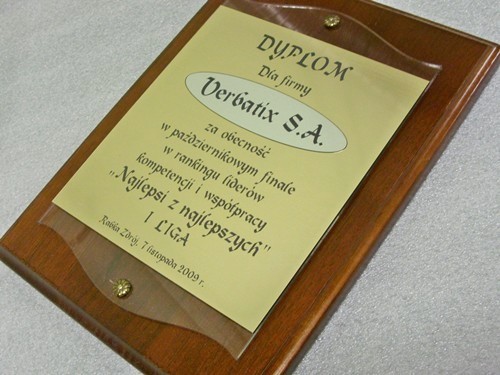 DYPLOM
Dla firmy
Verbatix S.A.
za obecność
w październikowym finale
w rankingu liderów
kompetencji i współpracy
"Najlepsi z najlepszych"
I LIGA
Rabka Zdrój, 7 listopada 2009 r.